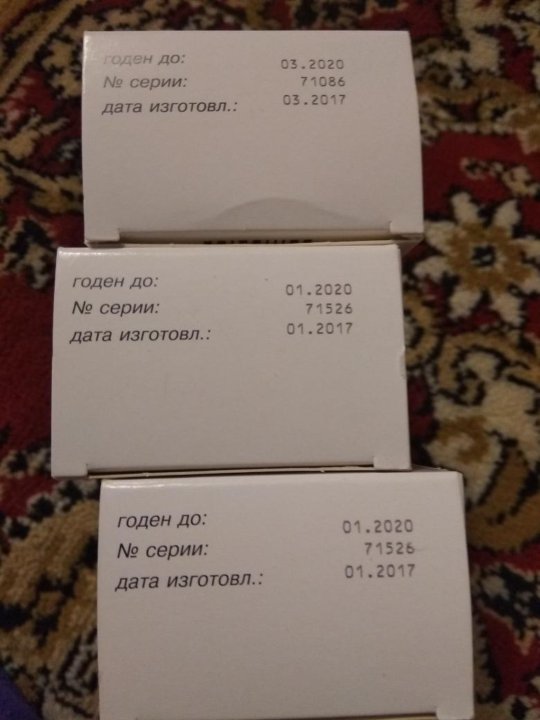 годен до: 03.2020
№ серии: 71086
дата изготовл.: 03.2017
годен до: 01.2020
№ серии: 71526
дата изготовл.: 01.2017
годен до: 01.2020
№ серии: 71526
дата изготовл.: 01.2017